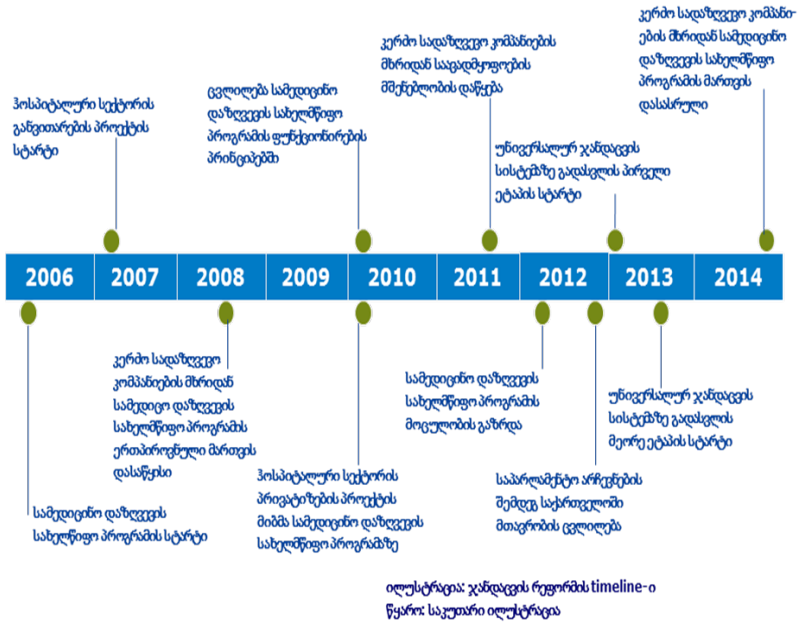 ჰოსპიტალური სექტორის
განვითარების პროექტის
სტარტი
ცვლილება სამედიცინო
დაზღვევის სახელმწიფო
პროგრამის ფუნქციონირების
პრინციპებში
კერძო სადაზღვევო კომპანიების
მხრიდან საავადმყოფოების
მშენებლობის დაწყება
უნივერსალურ ჯანდაცვის
სისტემაზე გადასვლის პირველი
ეტაპის სტარტი
კერძო სადაზღვევო კომპანი-
ების მხრიდან სამედიცინო
დაზღვევის სახელმწიფო
პროგრამის მართვის
დასასრული
2006 2007 2008 2009 2010 2011 2012 2013 2014
სამედიცინო დაზღვევის
სახელწიფო პროგრამის სტარტი
კერძო სადაზღვევო
კომპანიების მხრიდან
სამედიცო დაზღვევის
სახელმწიფო პროგრამის
ერთპიროვნული მართვის
დასაწყისი
ჰოსპიტალური სექტორის
პრივატიზების პროექტის
მიბმა სამედიცინო დაზღვევის
სახელმწიფო პროგრამაზე
სამედიცინო დაზღვევის
სახელმწიფო პროგრამის
მოცულობის გაზრდა
საპარლამენტო არჩევნების
შემდეგ საქართველოში
მთავრობის ცვლილება
უნივერსალურ ჯანდაცვის
სისტემაზე გადასვლის
მეორე ეტაპის სტარტი
ილუსტრაცია: ჯანდაცვის რეფორმის timeline-ი
წყარო: საკუთარი ილუსტრაცია